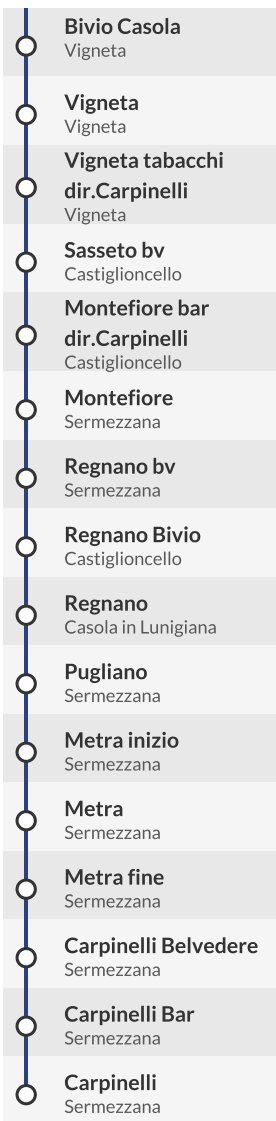 Bivio Casola
Vigneta
Vigneta
Vigneta
Vigneta tabacchi
dir.Carpinelli
Vigneta
Sasseto bv
Castiglioncello
Montefiore bar
dir.Carpinelli
Castiglioncello
Montefiore
Sermezzana
Regnano bv
Sermezzana
Regnano Bivio
Castiglioncello
Regnano
Casola in Lunigiana
Pugliano
Sermezzana
Metra inizio
Sermezzana
Metra
Sermezzana
Metra fine
Sermezzana
Carpinelli Belvedere
Sermezzana
Carpinelli Bar
Sermezzana
Carpinelli
Sermezzana